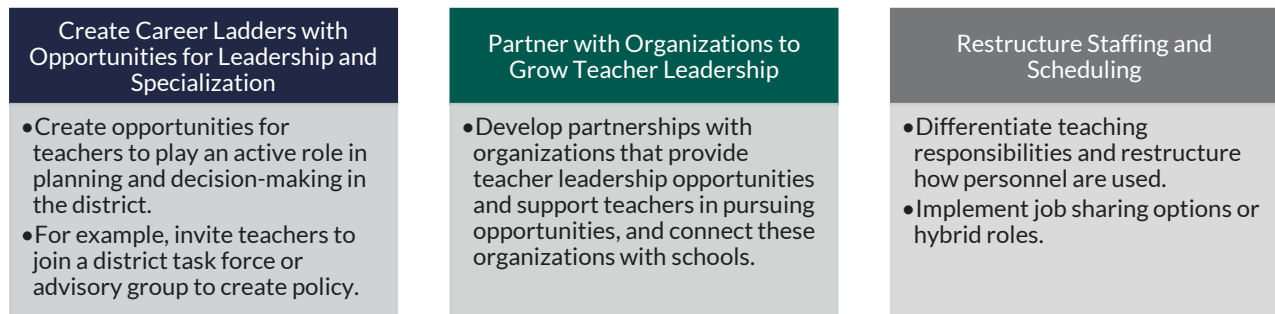 Create Career Ladders with
Opportunities for Leadership and
Specialization
•Create opportunities for
teachers to play an active role in
planning and decision-making in
the district.
•For example, invite teachers to
join a district task force or
advisory group to create policy.
Partner with Organizations to
Grow Teacher Leadership
•Develop partnerships with
organizations that provide
teacher leadership opportunities
and support teachers in pursuing
opportunities, and connect these
organizations with schools.
Restructure Staffing and
Scheduling
•Differentiate teaching
responsibilities and restructure
how personnel are used.
•Implement job sharing options or
hybrid roles.